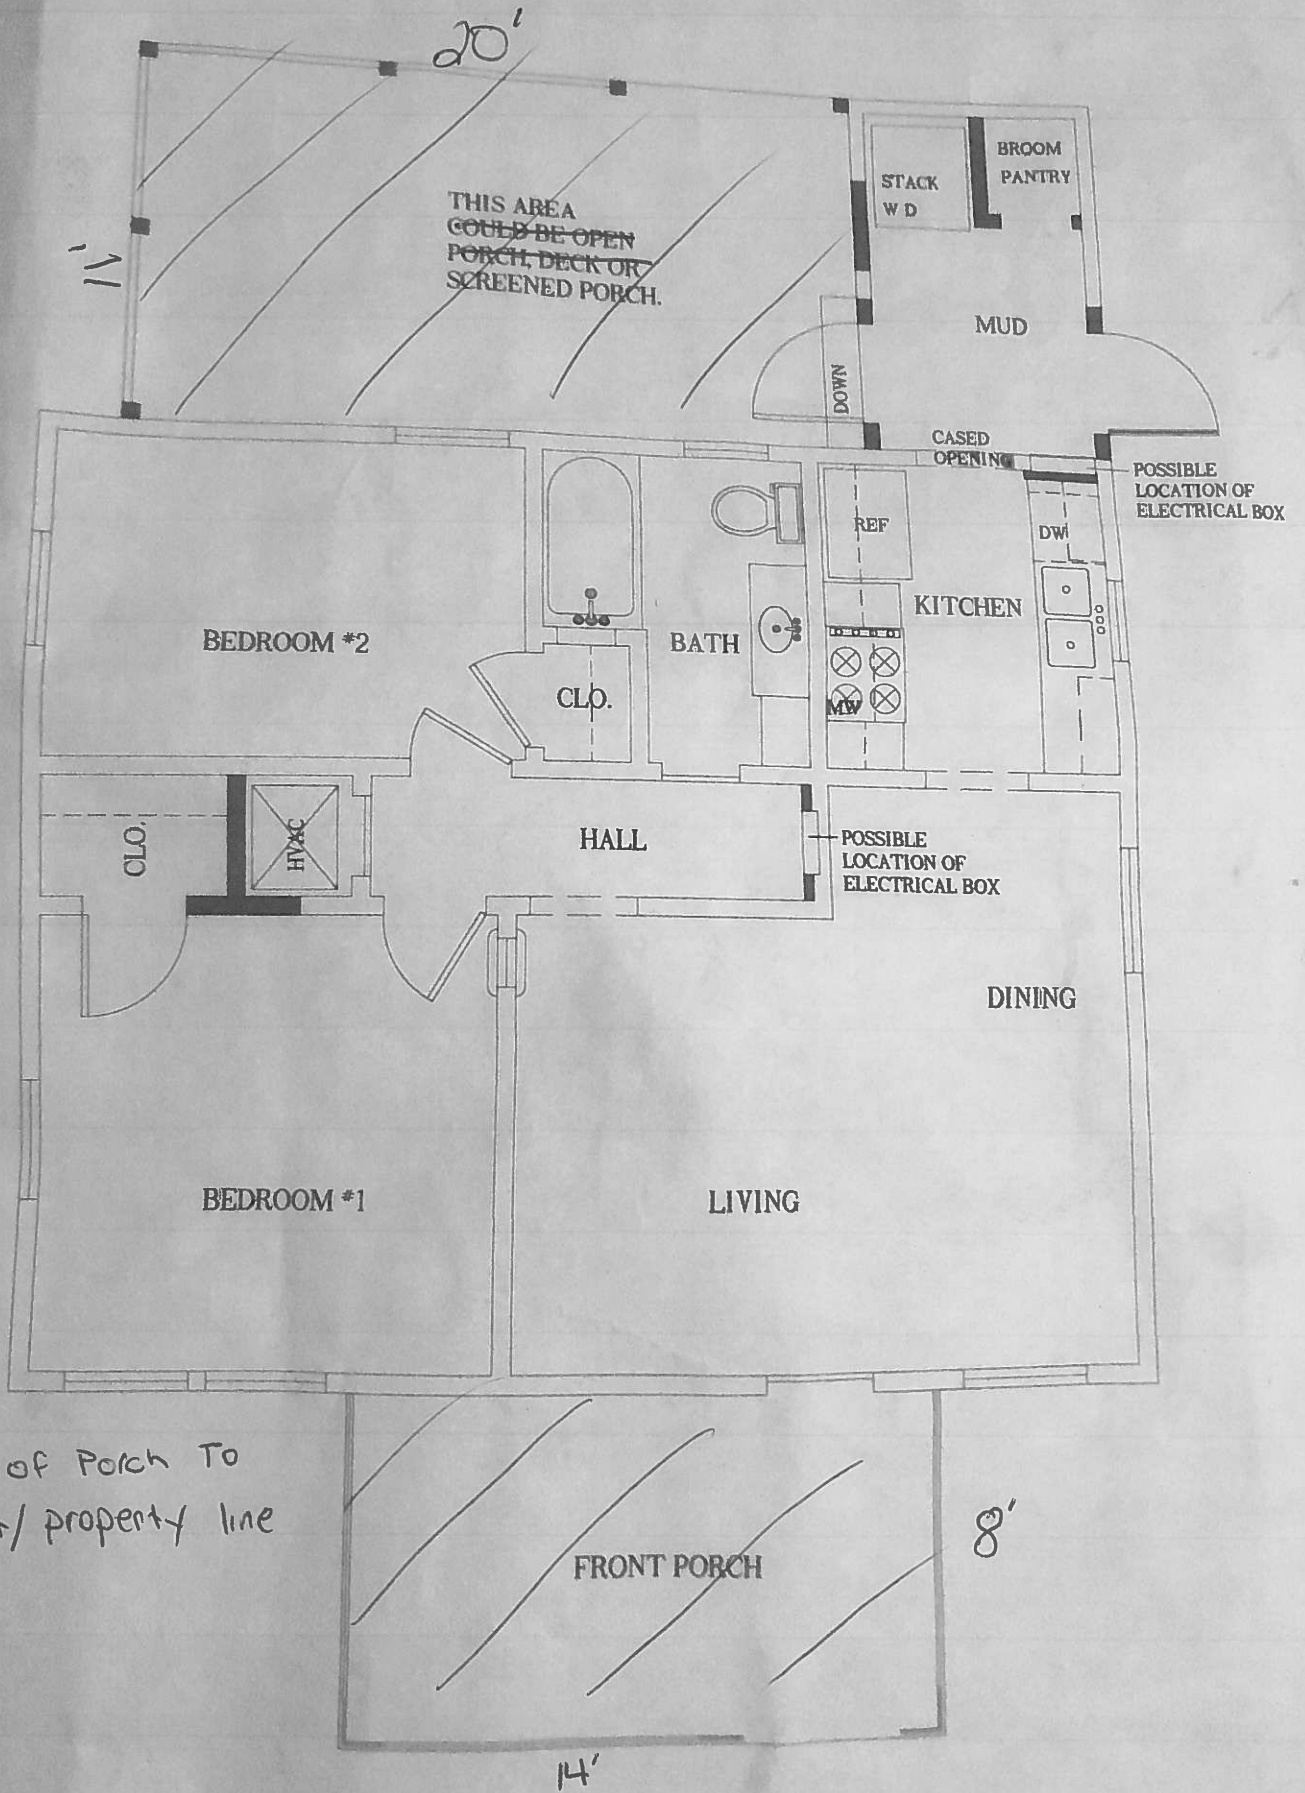 20'
BROOM
PANTRY
STACK
W D
THIS AREA
COULD BE OPEN
PORCH, DECK OR
SCREENED PORCH.
11'
MUD
DOWN
CASED
OPENING
POSSIBLE
LOCATION OF
ELECTRICAL BOX
REF
DW
KITCHEN
BEDROOM #2
BATH
CLO.
MW
CLO.
HVAC
HALL
POSSIBLE
LOCATION OF
ELECTRICAL BOX
DINING
BEDROOM #1
LIVING
of Porch To
property line
FRONT PORCH
8'
14'